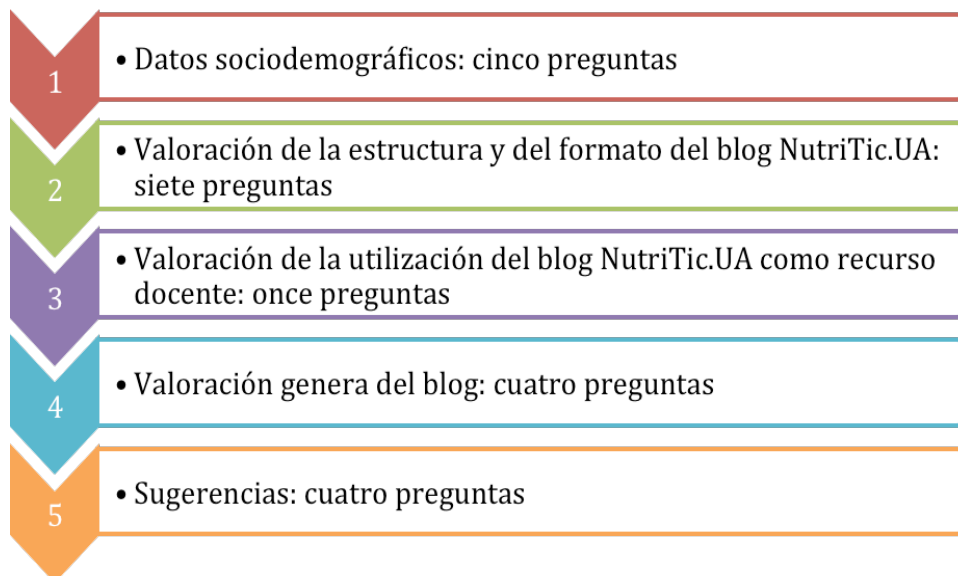 1
• Datos sociodemográficos: cinco preguntas
2
• Valoración de la estructura y del formato del blog NutriTic.UA:
siete preguntas
3
• Valoración de la utilización del blog NutriTic.UA como recurso
docente: once preguntas
4
• Valoración genera del blog: cuatro preguntas
5
• Sugerencias: cuatro preguntas